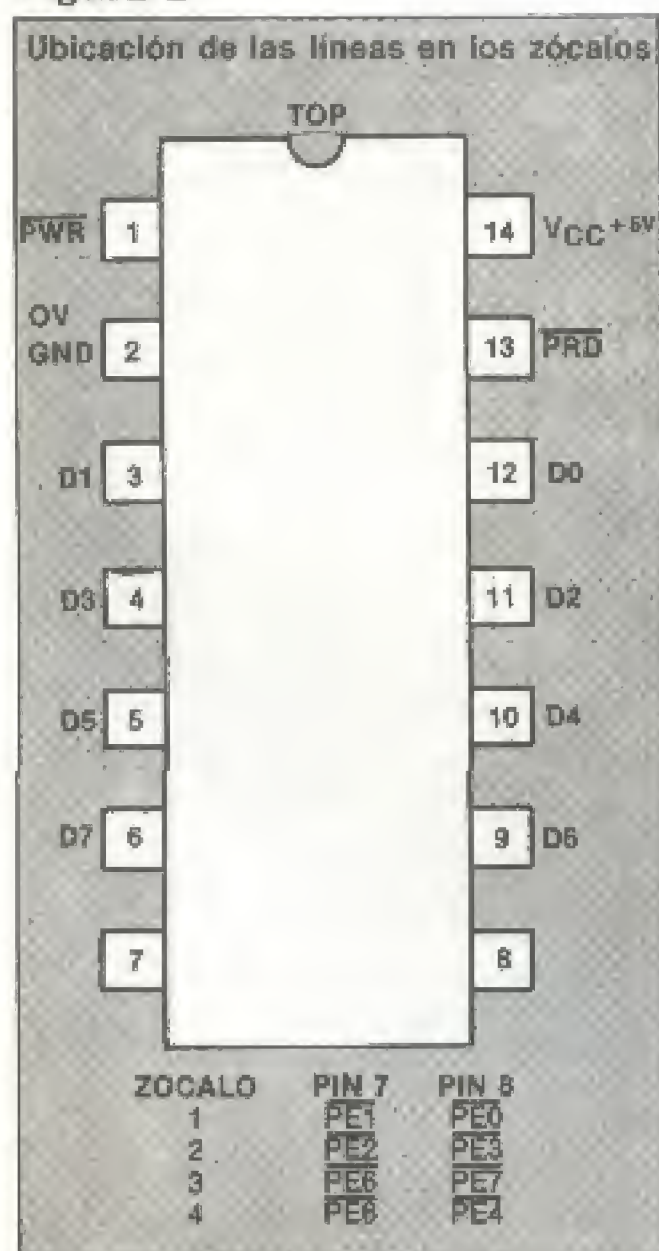 Ubicación de las líneas en los zócalos
TOP
PWR 1 14 VCC+5V
0V
GND 2 13 PRD
D1 3 12 D0
D3 4 11 D2
D5 5 10 D4
D7 6 9 D6
7 8
ZOCALO PIN 7 PIN 8
1 PE1 PE0
2 PE2 PE3
3 PE6 PE7
4 PE4